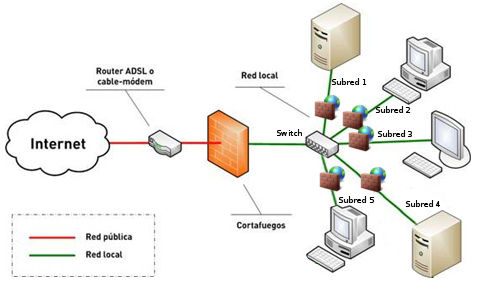 Router ADSL o
cable-módem
Red local
Subred 1
Subred 2
Switch
Subred 3
Internet
Subred 5
Subred 4
Cortafuegos
Red pública
Red local